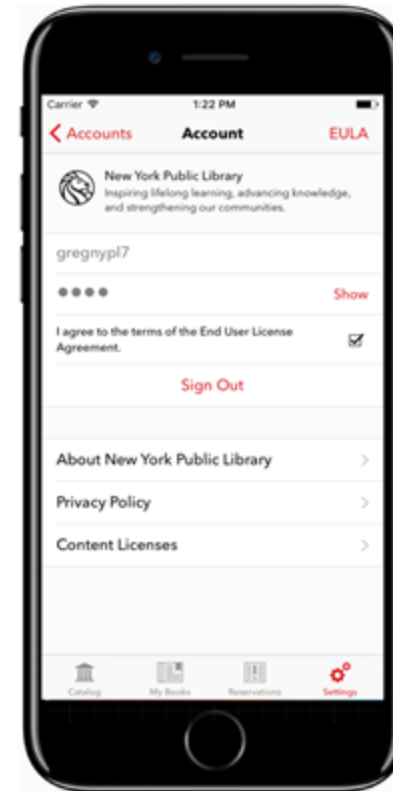 Carrier 1:22 PM
Accounts Account EULA
New York Public Library
Inspiring lifelong learning, advancing knowledge,
and strengthening our communities.
gregnypl7
Show
I agree to the terms of the End User License
Agreement.
Sign Out
About New York Public Library
Privacy Policy
Content Licenses
Catalog My Books Reservations Settings